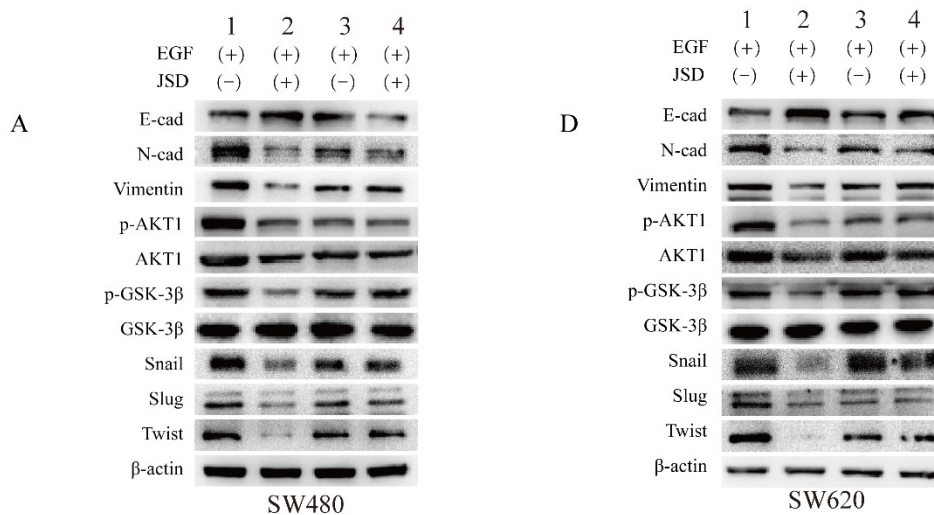 A
1 2 3 4
EGF (+) (+) (+) (+)
JSD (−) (+) (−) (+)
E-cad
N-cad
Vimentin
p-AKT1
AKT1
p-GSK-3β
GSK-3β
Snail
Slug
Twist
β-actin
SW480
D
1 2 3 4
EGF (+) (+) (+) (+)
JSD (−) (+) (−) (+)
E-cad
N-cad
Vimentin
p-AKT1
AKT1
p-GSK-3β
GSK-3β
Snail
Slug
Twist
β-actin
SW620